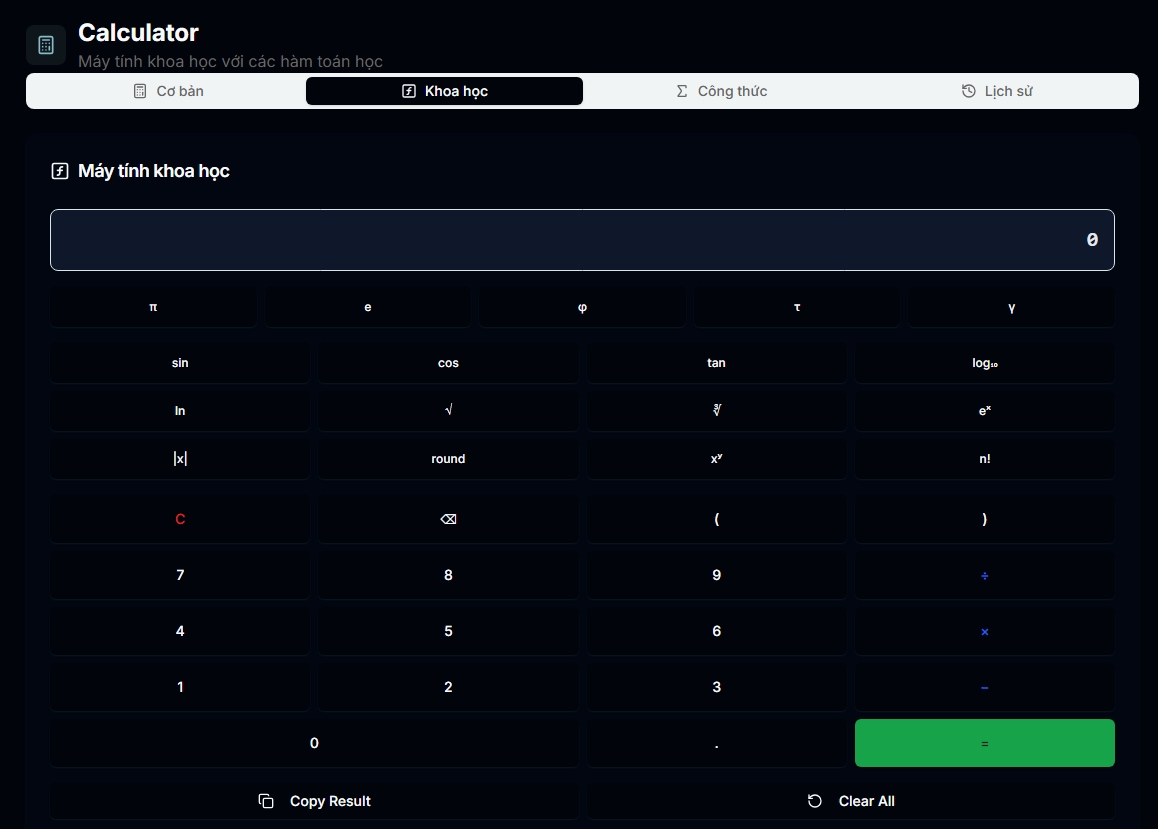 Calculator
Máy tính khoa học với các hàm toán học
Cơ bản Khoa học Công thức Lịch sử
Máy tính khoa học
0
π e φ τ γ
sin cos tan log₁₀
ln √ ∛ eˣ
|x| round xʸ n!
C ⌫ ( )
7 8 9 ÷
4 5 6 ×
1 2 3 −
0 . =
Copy Result Clear All